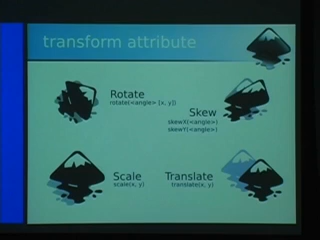 transform attribute
Rotate
rotate(<angle> [x, y])
Skew
skewX(<angle>)
skewY(<angle>)
Scale
scale(x, y)
Translate
translate(x, y)